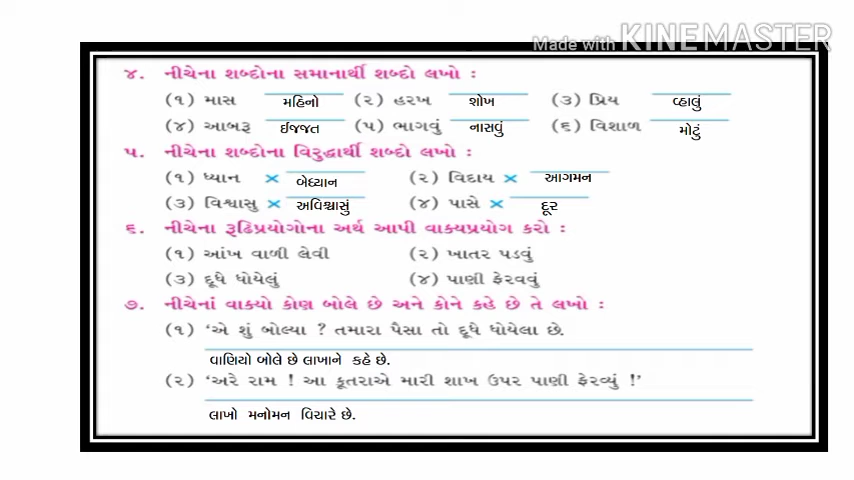 Made with KINEMASTER
૪. નીચેના શબ્દોના સમાનાર્થી શબ્દો લખો :
(૧) માસ મહિનો (૨) હરખ શોખ (૩) પ્રિય વ્હાલું
(૪) આબરૂ ઈજ્જત (૫) ભાગવું નાસવું (૬) વિશાળ મોટું
૫. નીચેના શબ્દોના વિરુદ્ધાર્થી શબ્દો લખો :
(૧) ધ્યાન × બેધ્યાન (૨) વિદાય × આગમન
(૩) વિશ્વાસુ × અવિશ્વાસું (૪) પાસે × દૂર
૬. નીચેના રૂઢિપ્રયોગોના અર્થ આપી વાક્યપ્રયોગ કરો :
(૧) આંખ વાળી લેવી (૨) ખાતર પડવું
(૩) દૂધે ધોયેલું (૪) પાણી ફેરવવું
૭. નીચેનાં વાક્યો કોણ બોલે છે અને કોને કહે છે તે લખો :
(૧) ‘એ શું બોલ્યા ? તમારા પૈસા તો દૂધે ધોયેલા છે.
વાણિયો બોલે છે લાખાને કહે છે.
(૨) ‘અરે રામ ! આ કૂતરાએ મારી શાખ ઉપર પાણી ફેરવ્યું !’
લાખો મનોમન વિચારે છે.